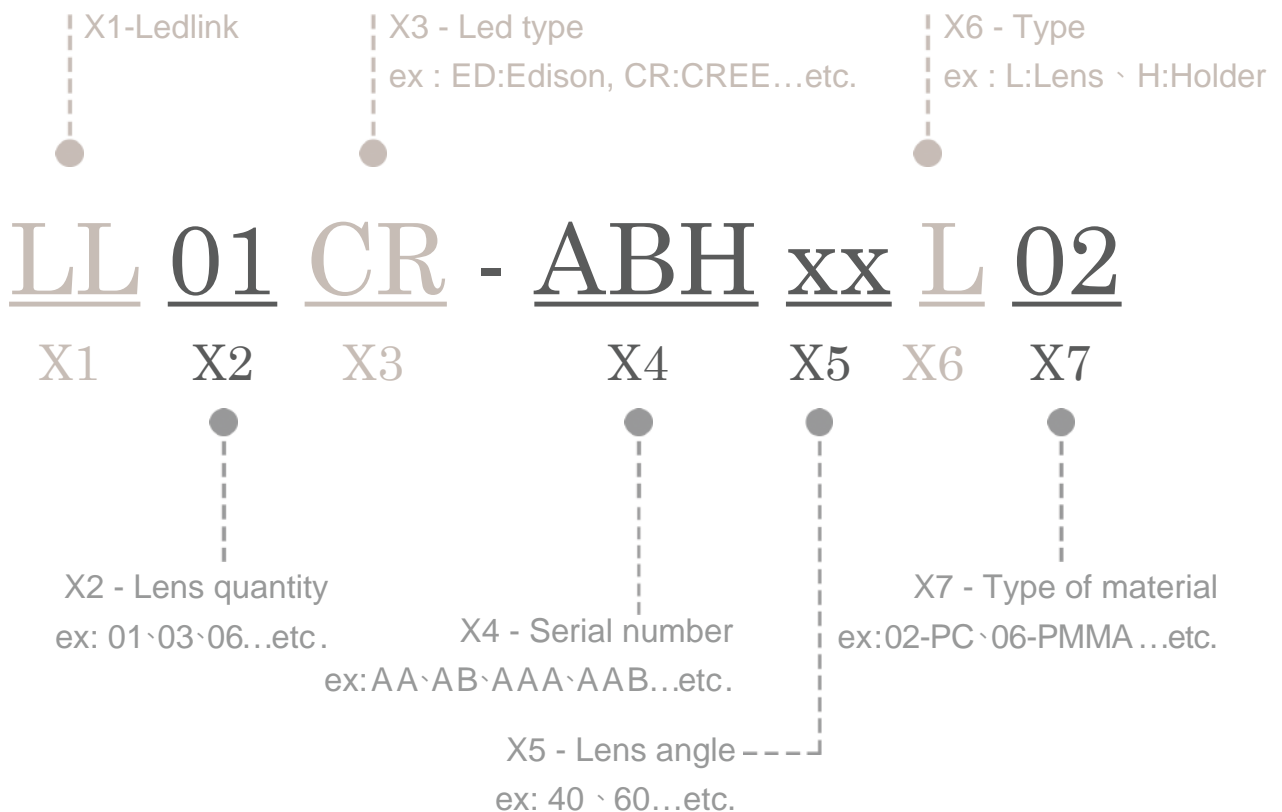 X1-Ledlink
X3 - Led type
ex : ED:Edison, CR:CREE…etc.
X6 - Type
ex : L:Lens、H:Holder
LL 01 CR - ABH xx L 02
X1 X2 X3 X4 X5 X6 X7
X2 - Lens quantity
ex: 01、03、06…etc.
X4 - Serial number
ex:AA、AB、AAA、AAB…etc.
X7 - Type of material
ex:02-PC、06-PMMA…etc.
X5 - Lens angle
ex: 40、60…etc.